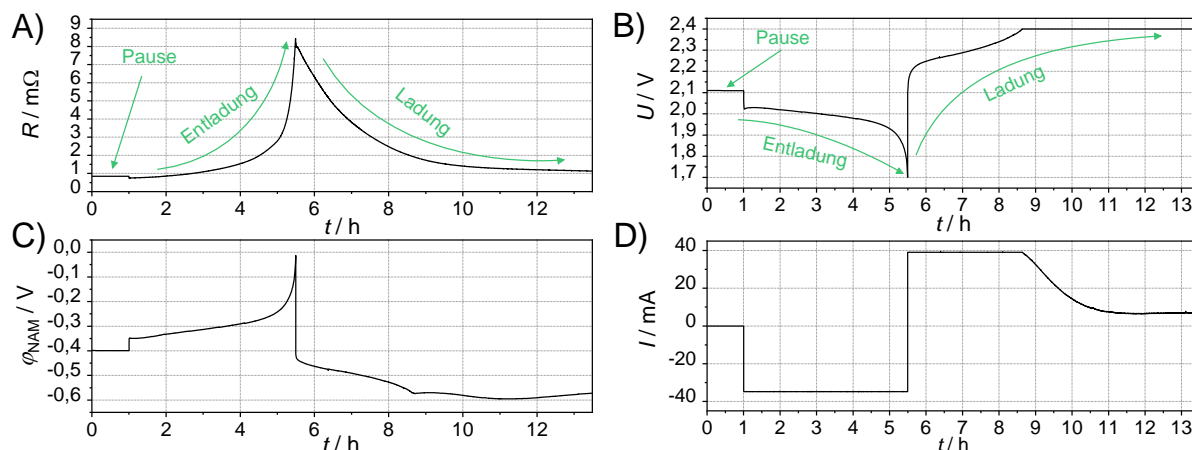 A)
R / mΩ
9
8
7
6
5
4
3
2
1
0
Pause
Entladung
Ladung
0 2 4 6 8 10 12
t / h
B)
U / V
2,4
2,3
2,2
2,1
2,0
1,9
1,8
1,7
Pause
Entladung
Ladung
0 1 2 3 4 5 6 7 8 9 10 11 12 13
t / h
C)
φNAM / V
0,0
-0,1
-0,2
-0,3
-0,4
-0,5
-0,6
0 2 4 6 8 10 12
t / h
D)
I / mA
40
20
0
-20
-40
0 1 2 3 4 5 6 7 8 9 10 11 12 13
t / h